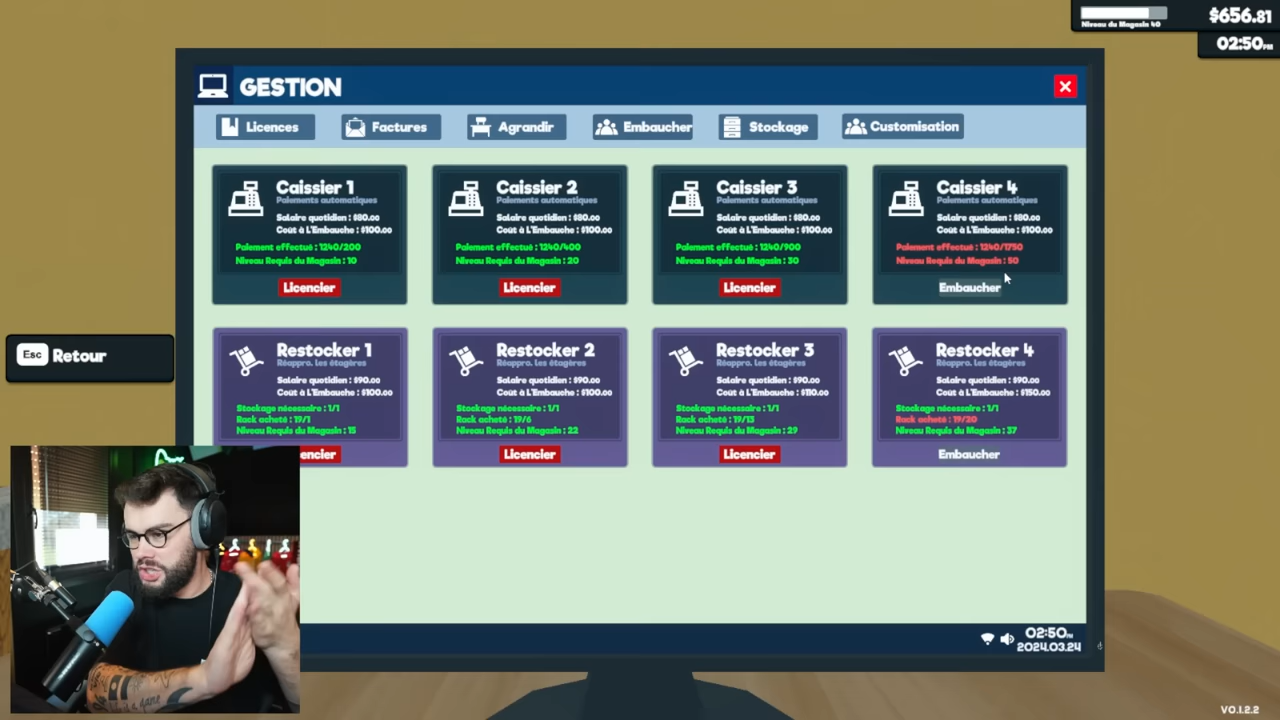 $656.81
Niveau du Magasin 40
02:50PM
GESTION
Licences
Factures
Agrandir
Embaucher
Stockage
Customisation
Caissier 1
Paiements automatiques
Salaire quotidien : $80.00
Coût à L'Embauche : $100.00
Paiement effectué : 1240/200
Niveau Requis du Magasin : 10
Licencier
Caissier 2
Paiements automatiques
Salaire quotidien : $80.00
Coût à L'Embauche : $100.00
Paiement effectué : 1240/400
Niveau Requis du Magasin : 20
Licencier
Caissier 3
Paiements automatiques
Salaire quotidien : $80.00
Coût à L'Embauche : $100.00
Paiement effectué : 1240/900
Niveau Requis du Magasin : 30
Licencier
Caissier 4
Paiements automatiques
Salaire quotidien : $80.00
Coût à L'Embauche : $100.00
Paiement effectué : 1240/1750
Niveau Requis du Magasin : 50
Embaucher
Esc Retour
Restocker 1
Réappro. les étagères
Salaire quotidien : $90.00
Coût à L'Embauche : $100.00
Stockage nécessaire : 1/1
Rack acheté : 19/1
Niveau Requis du Magasin : 15
encier
Restocker 2
Réappro. les étagères
Salaire quotidien : $90.00
Coût à L'Embauche : $100.00
Stockage nécessaire : 1/1
Rack acheté : 19/6
Niveau Requis du Magasin : 22
Licencier
Restocker 3
Réappro. les étagères
Salaire quotidien : $90.00
Coût à L'Embauche : $110.00
Stockage nécessaire : 1/1
Rack acheté : 19/13
Niveau Requis du Magasin : 29
Licencier
Restocker 4
Réappro. les étagères
Salaire quotidien : $90.00
Coût à L'Embauche : $150.00
Stockage nécessaire : 1/1
Rack acheté : 19/20
Niveau Requis du Magasin : 37
Embaucher
02:50PM
2024.03.24
V0.1.2.2